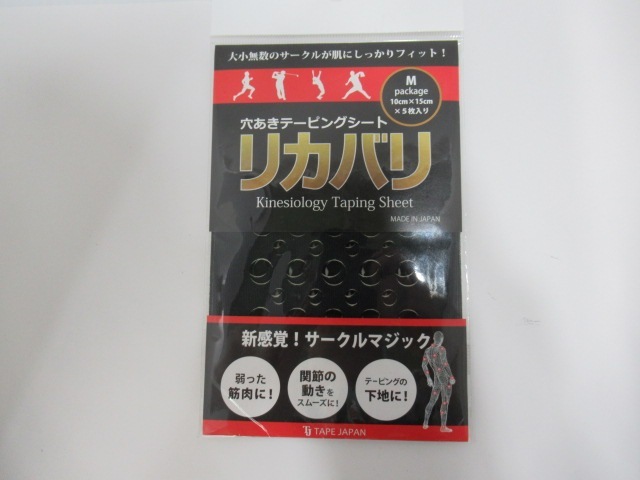 大小無数のサークルが肌にしっかりフィット！
M
package
10cm×15cm
×5枚入り
穴あきテーピングシート
リカバリ
Kinesiology Taping Sheet
MADE IN JAPAN
新感覚！サークルマジック
弱った
筋肉に！
関節の
動きを
スムーズに！
テーピングの
下地に！
TJ TAPE JAPAN